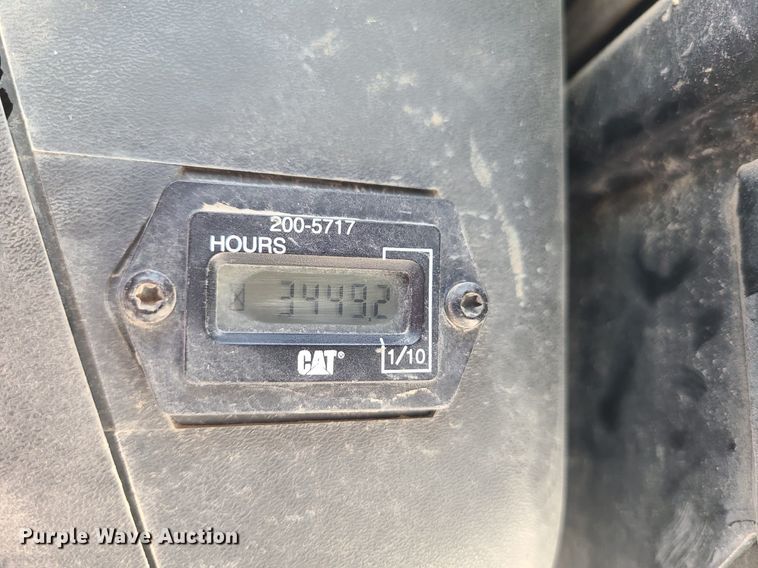 200-5717
HOURS
3449.2
CAT®
1/10
Purple Wave Auction